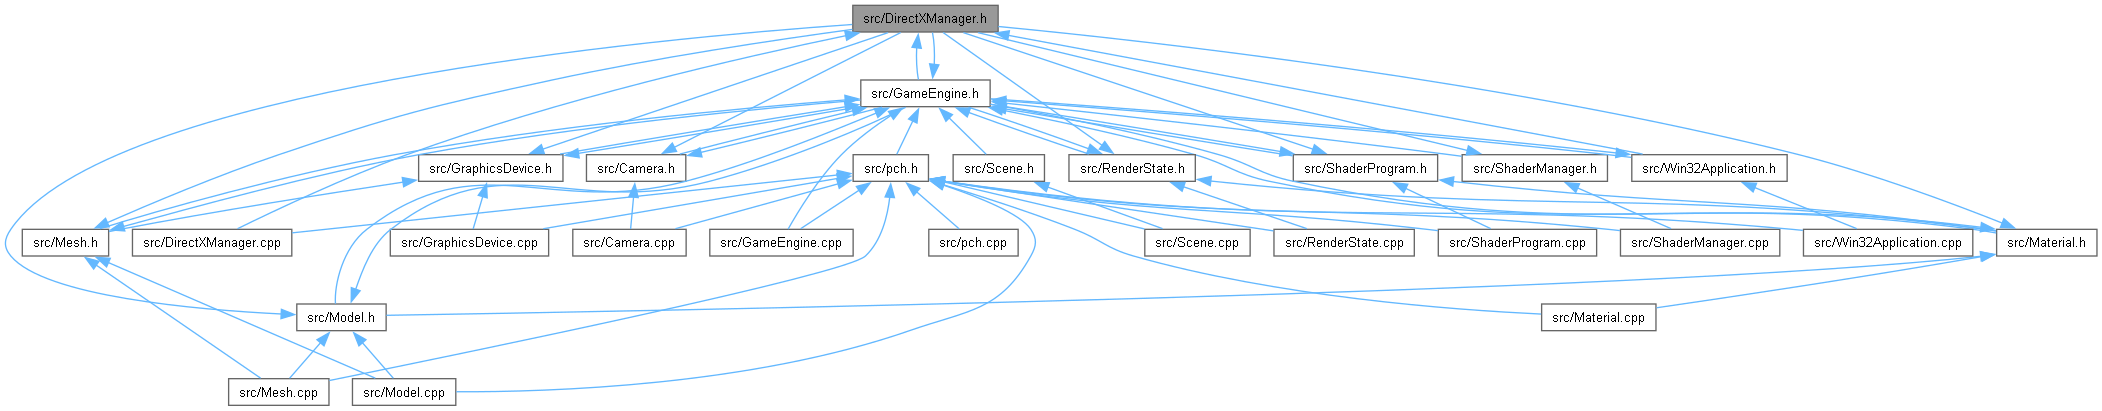 src/DirectXManager.h
src/GameEngine.h
src/GraphicsDevice.h
src/Camera.h
src/pch.h
src/Scene.h
src/RenderState.h
src/ShaderProgram.h
src/ShaderManager.h
src/Win32Application.h
src/Mesh.h
src/DirectXManager.cpp
src/GraphicsDevice.cpp
src/Camera.cpp
src/GameEngine.cpp
src/pch.cpp
src/Scene.cpp
src/RenderState.cpp
src/ShaderProgram.cpp
src/ShaderManager.cpp
src/Win32Application.cpp
src/Material.h
src/Model.h
src/Material.cpp
src/Mesh.cpp
src/Model.cpp